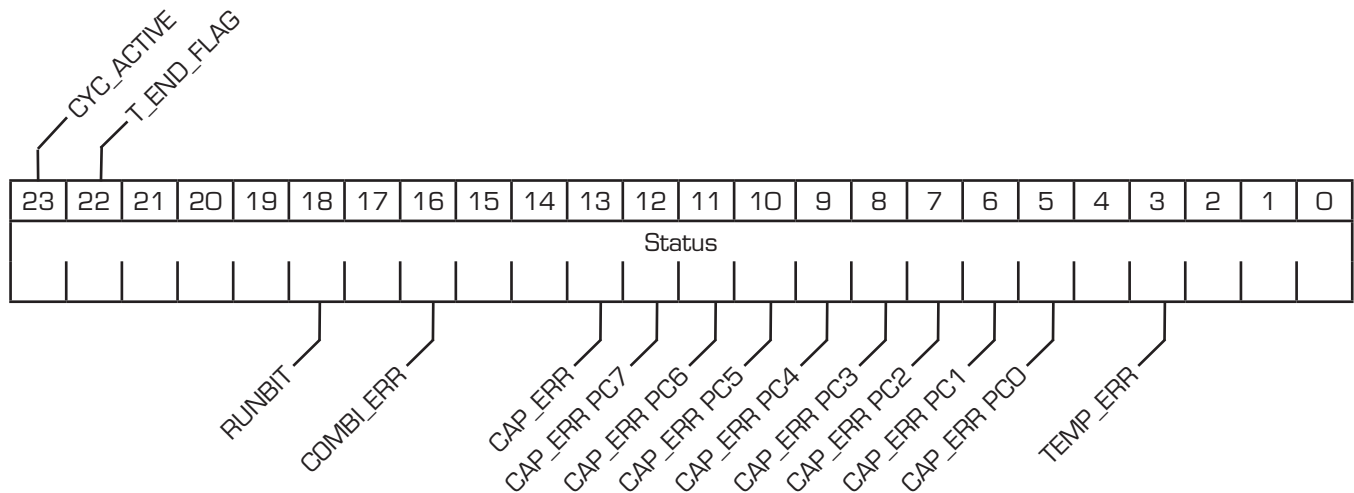 CYC_ACTIVE
T_END_FLAG
23 22 21 20 19 18 17 16 15 14 13 12 11 10 9 8 7 6 5 4 3 2 1 0
Status
RUNBIT
COMBI_ERR
CAP_ERR
CAP_ERR PC7
CAP_ERR PC6
CAP_ERR PC5
CAP_ERR PC4
CAP_ERR PC3
CAP_ERR PC2
CAP_ERR PC1
CAP_ERR PC0
TEMP_ERR